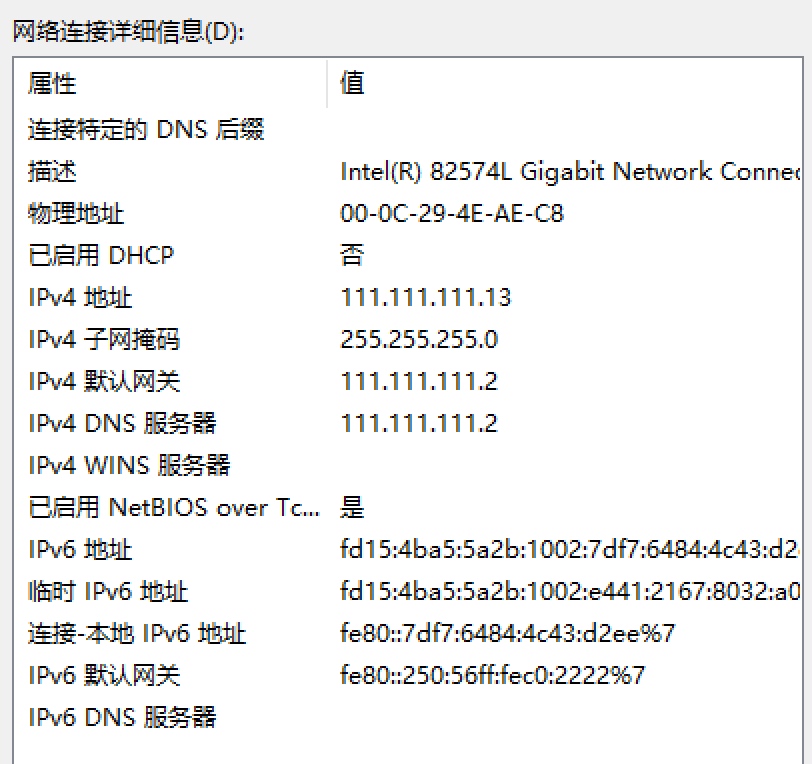 网络连接详细信息(D):
属性 值
连接特定的 DNS 后缀
描述 Intel(R) 82574L Gigabit Network Connec
物理地址 00-0C-29-4E-AE-C8
已启用 DHCP 否
IPv4 地址 111.111.111.13
IPv4 子网掩码 255.255.255.0
IPv4 默认网关 111.111.111.2
IPv4 DNS 服务器 111.111.111.2
IPv4 WINS 服务器
已启用 NetBIOS over Tc... 是
IPv6 地址 fd15:4ba5:5a2b:1002:7df7:6484:4c43:d2
临时 IPv6 地址 fd15:4ba5:5a2b:1002:e441:2167:8032:a0
连接-本地 IPv6 地址 fe80::7df7:6484:4c43:d2ee%7
IPv6 默认网关 fe80::250:56ff:fec0:2222%7
IPv6 DNS 服务器